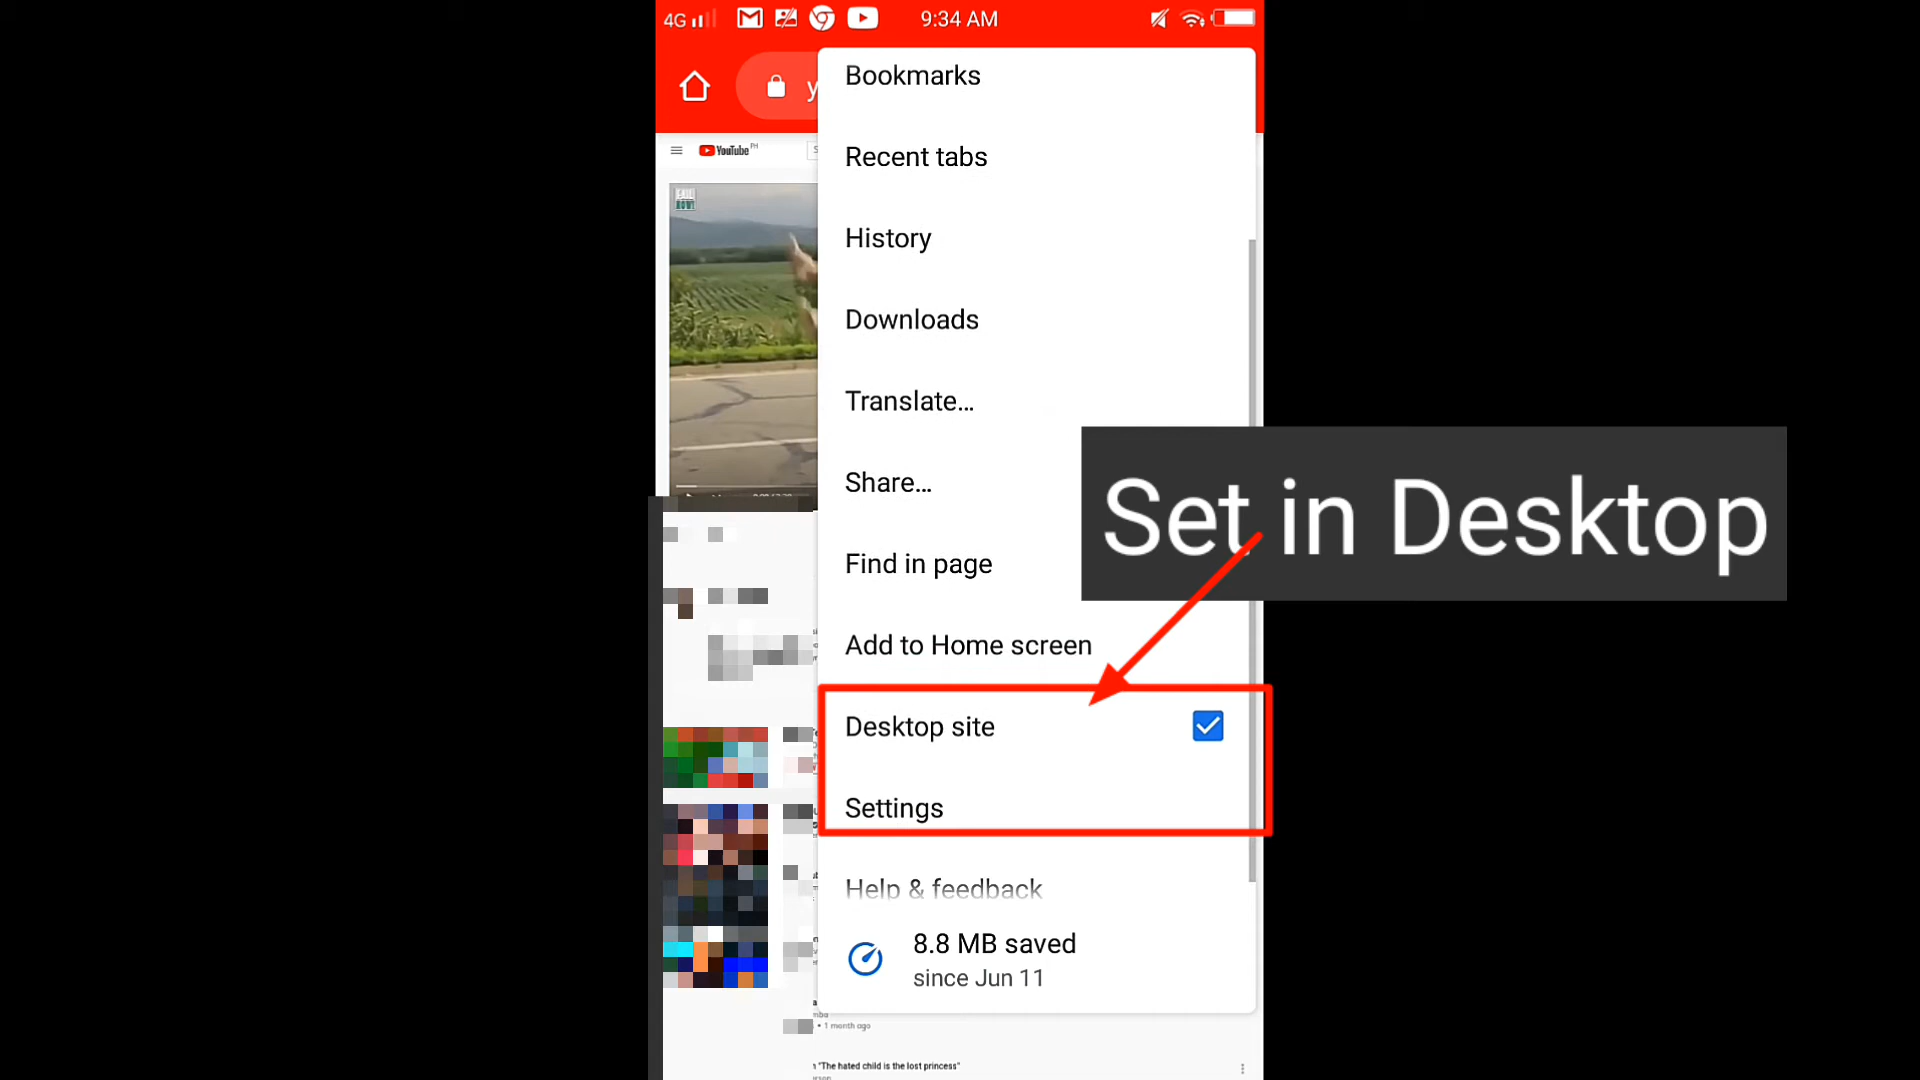 4G
9:34 AM
y
Bookmarks
YouTube PH
S
Recent tabs
History
Downloads
Translate...
Share...
Set in Desktop
Find in page
Add to Home screen
Desktop site
Settings
Help & feedback
8.8 MB saved
since Jun 11
• 1 month ago
"The hated child is the lost princess"